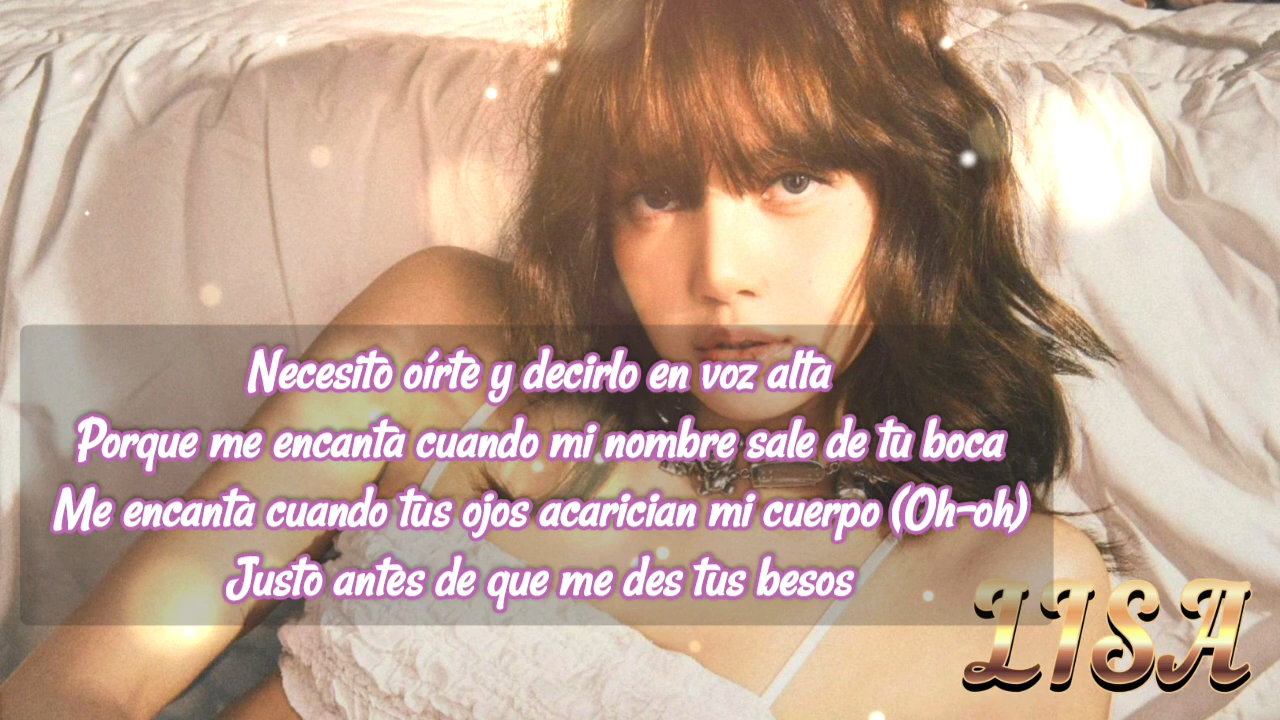 Necesito oírte y decirlo en voz alta
Porque me encanta cuando mi nombre sale de tu boca
Me encanta cuando tus ojos acarician mi cuerpo (Oh-oh)
Justo antes de que me des tus besos
LISA